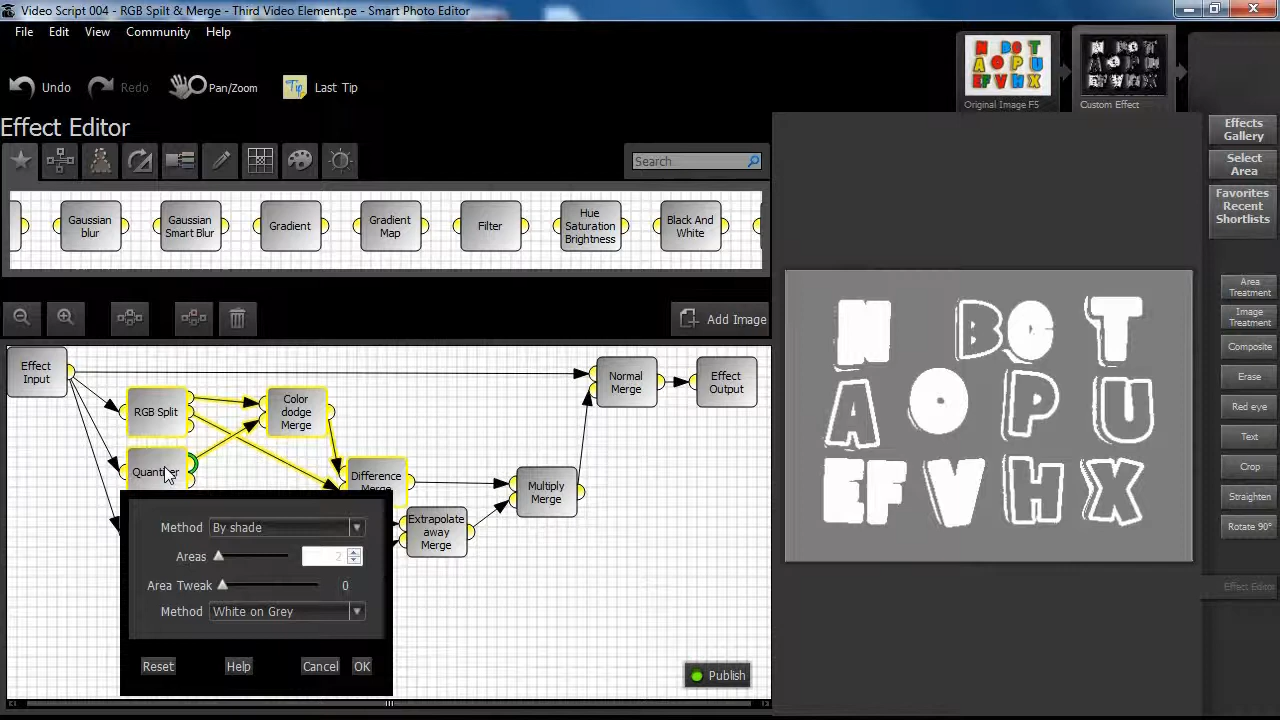 Video Script 004 - RGB Spilt & Merge - Third Video Element.pe - Smart Photo Editor
File Edit View Community Help
Undo Redo Pan/Zoom Tip Last Tip
Original Image F5 Custom Effect
Effect Editor
Search
Effects
Gallery
Select
Area
Favorites
Recent
Shortlists
Gaussian
blur
Gaussian
Smart Blur
Gradient
Gradient
Map
Filter
Hue
Saturation
Brightness
Black And
White
Area
Treatment
Image
Treatment
Composite
Erase
Red eye
Text
Crop
Straighten
Rotate 90°
Effect Editor
Add Image
Effect
Input
RGB Split
Color
dodge
Merge
Normal
Merge
Effect
Output
Difference
Merge
Multiply
Merge
Extrapolate
away
Merge
Method By shade
Areas 2
Area Tweak 0
Method White on Grey
Reset Help Cancel OK
Publish
N B C T
A O P U
E F V H X